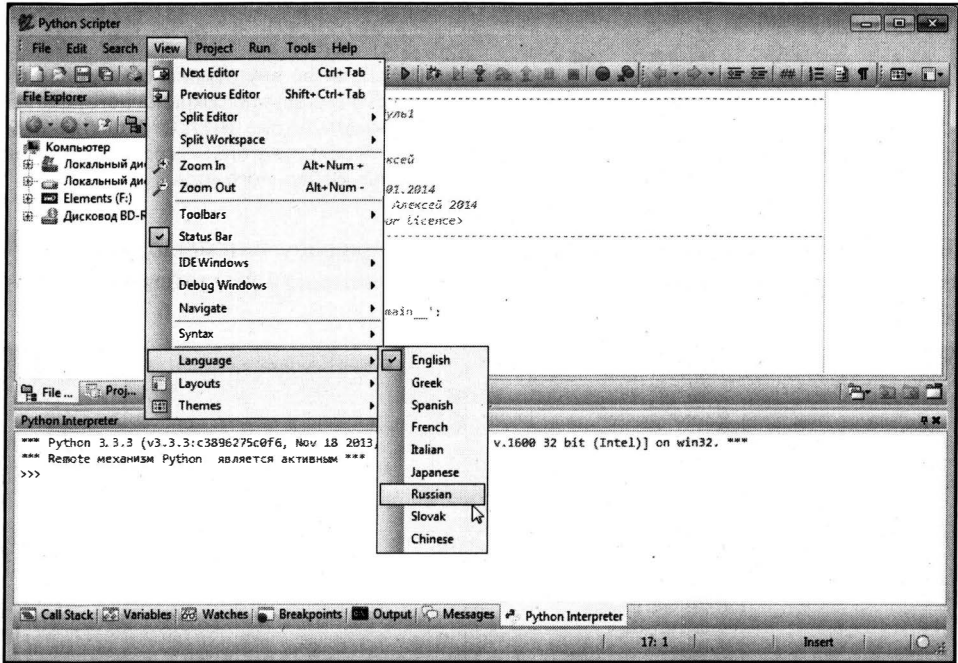 Python Scripter
File Edit Search View Project Run Tools Help
File Explorer
Компьютер
Локальный ди
Локальный ди
Elements (F:)
Дисковод BD-R
Next Editor Ctrl+Tab
Previous Editor Shift+Ctrl+Tab
Split Editor
Split Workspace
Zoom In Alt+Num +
Zoom Out Alt+Num -
Toolbars
Status Bar
IDE Windows
Debug Windows
Navigate
Syntax
Language
Layouts
Themes
English
Greek
Spanish
French
Italian
Japanese
Russian
Slovak
Chinese
уль1
ксей
01.2014
Алексей 2014
ur licence>
main__':
File ... Proj...
Python Interpreter
*** Python 3.3.3 (v3.3.3:c3896275c0f6, Nov 18 2013, v.1600 32 bit (Intel)] on win32. ***
*** Remote механизм Python является активным ***
>>>
Call Stack Variables Watches Breakpoints Output Messages Python Interpreter
17: 1 Insert